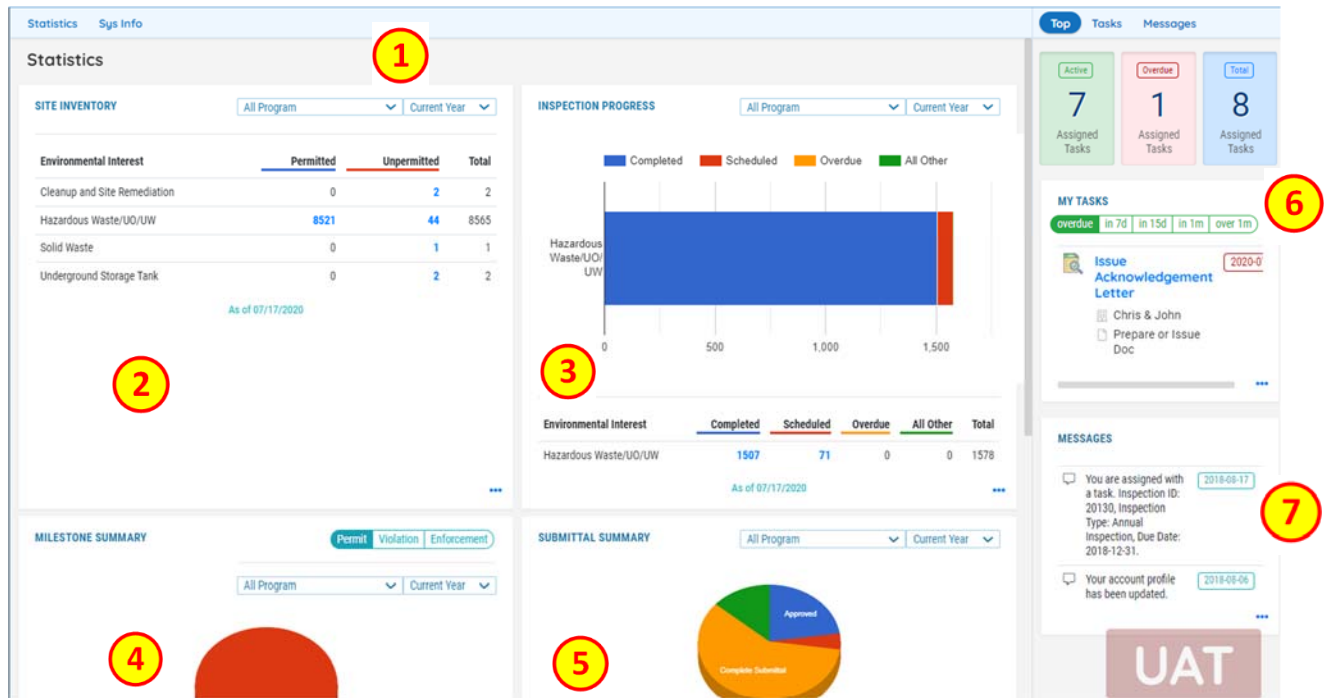 Statistics Sys Info
Top Tasks Messages
Statistics
1
SITE INVENTORY
All Program Current Year
Environmental Interest Permitted Unpermitted Total
Cleanup and Site Remediation 0 2 2
Hazardous Waste/UO/UW 8521 44 8565
Solid Waste 0 1 1
Underground Storage Tank 0 2 2
As of 07/17/2020
2
INSPECTION PROGRESS
All Program Current Year
Completed Scheduled Overdue All Other
Hazardous
Waste/UO/
UW
0 500 1,000 1,500
3
Environmental Interest Completed Scheduled Overdue All Other Total
Hazardous Waste/UO/UW 1507 71 0 0 1578
As of 07/17/2020
MILESTONE SUMMARY
Permit Violation Enforcement
All Program Current Year
4
SUBMITTAL SUMMARY
All Program Current Year
Approved
Complete Submittal
5
Active
7
Assigned
Tasks
Overdue
1
Assigned
Tasks
Total
8
Assigned
Tasks
MY TASKS
6
overdue in 7d in 15d in 1m over 1m
Issue 2020-0
Acknowledgement
Letter
Chris & John
Prepare or Issue
Doc
MESSAGES
You are assigned with 2018-08-17
a task. Inspection ID:
20130, Inspection
Type: Annual
Inspection, Due Date:
2018-12-31.
7
Your account profile 2018-08-06
has been updated.
UAT